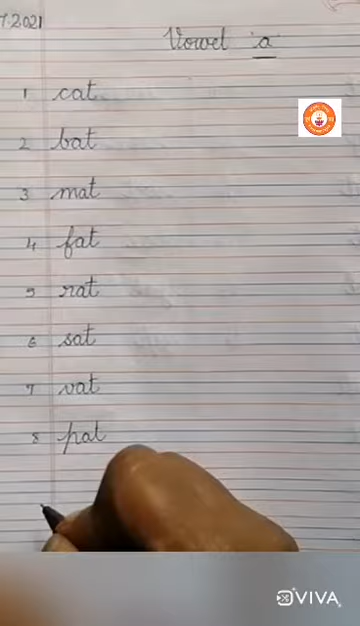 7.2021
Vowel a
1 cat
2 bat
3 mat
4 fat
5 rat
6 sat
7 vat
8 pat
VIVA